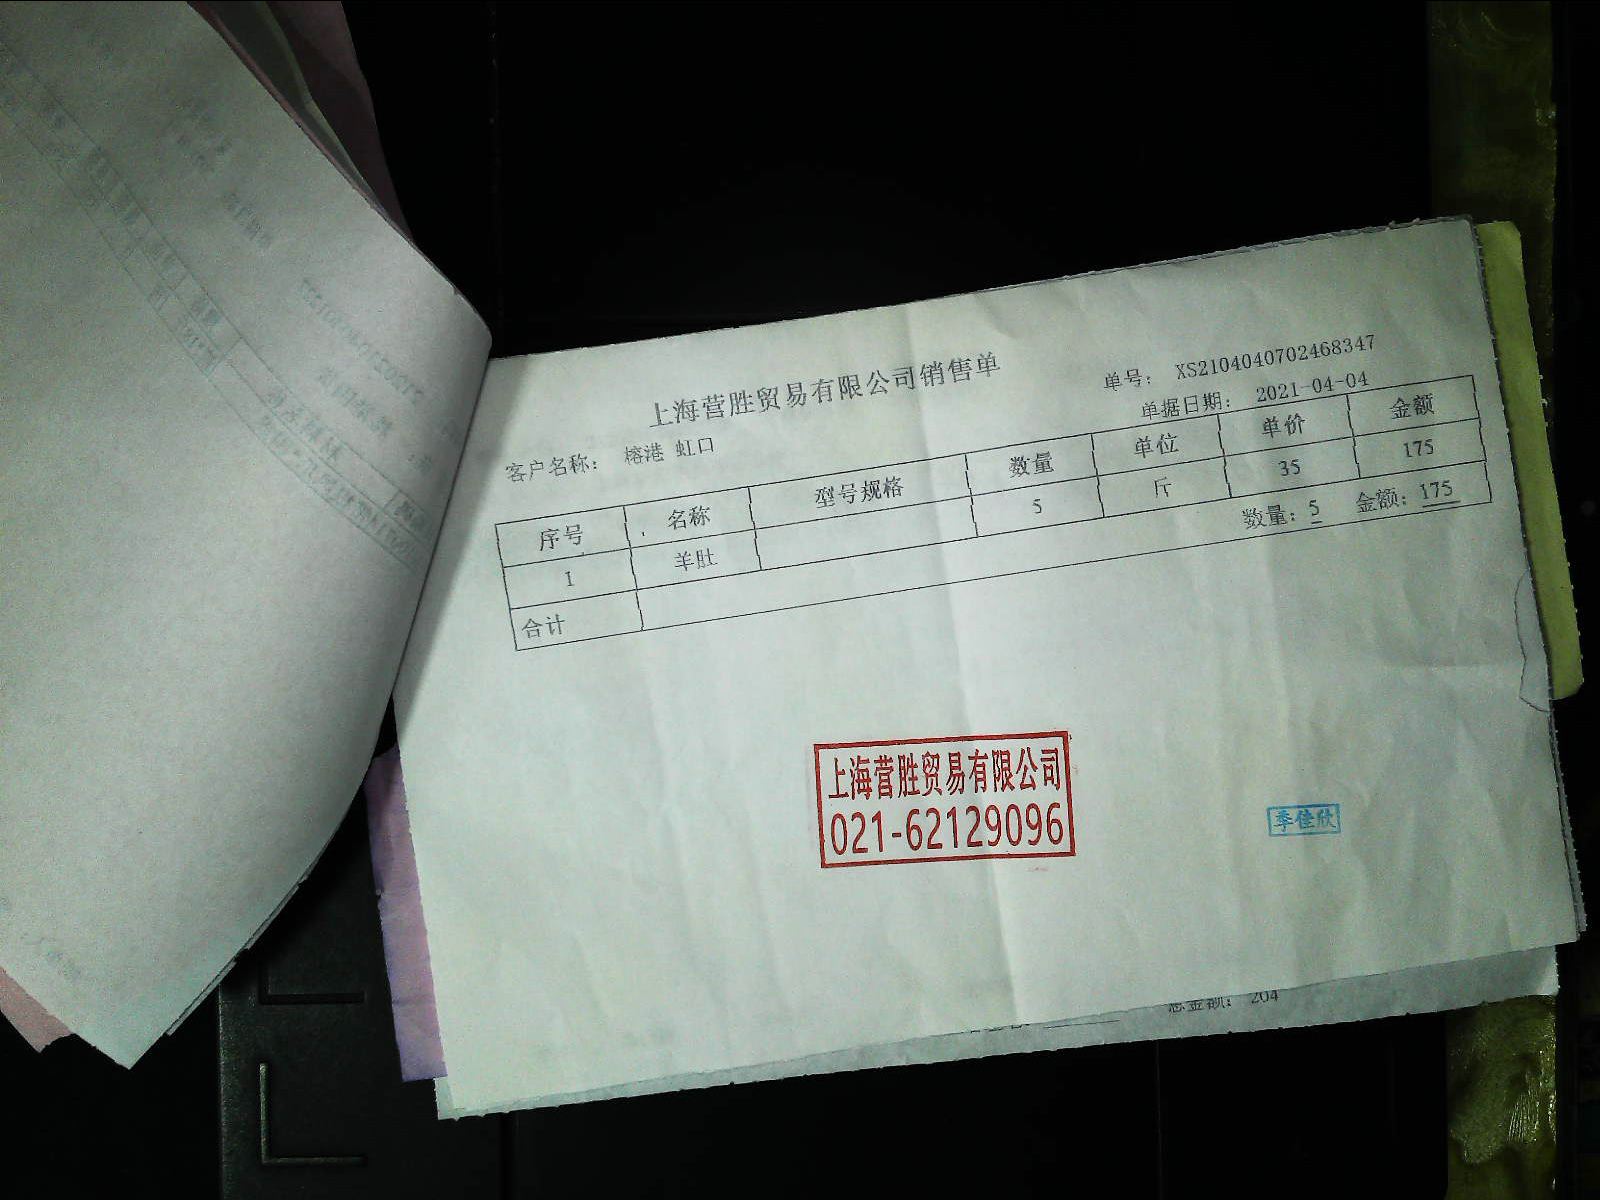 上海营胜贸易有限公司销售单
单号： XS2104040702468347
客户名称： 榕港 虹口
单据日期： 2021-04-04
序号 名称 型号规格 数量 单位 单价 金额
1 羊肚 5 斤 35 175
合计 数量：5 金额：175
上海营胜贸易有限公司
021-62129096
季佳欣
总金额： 204